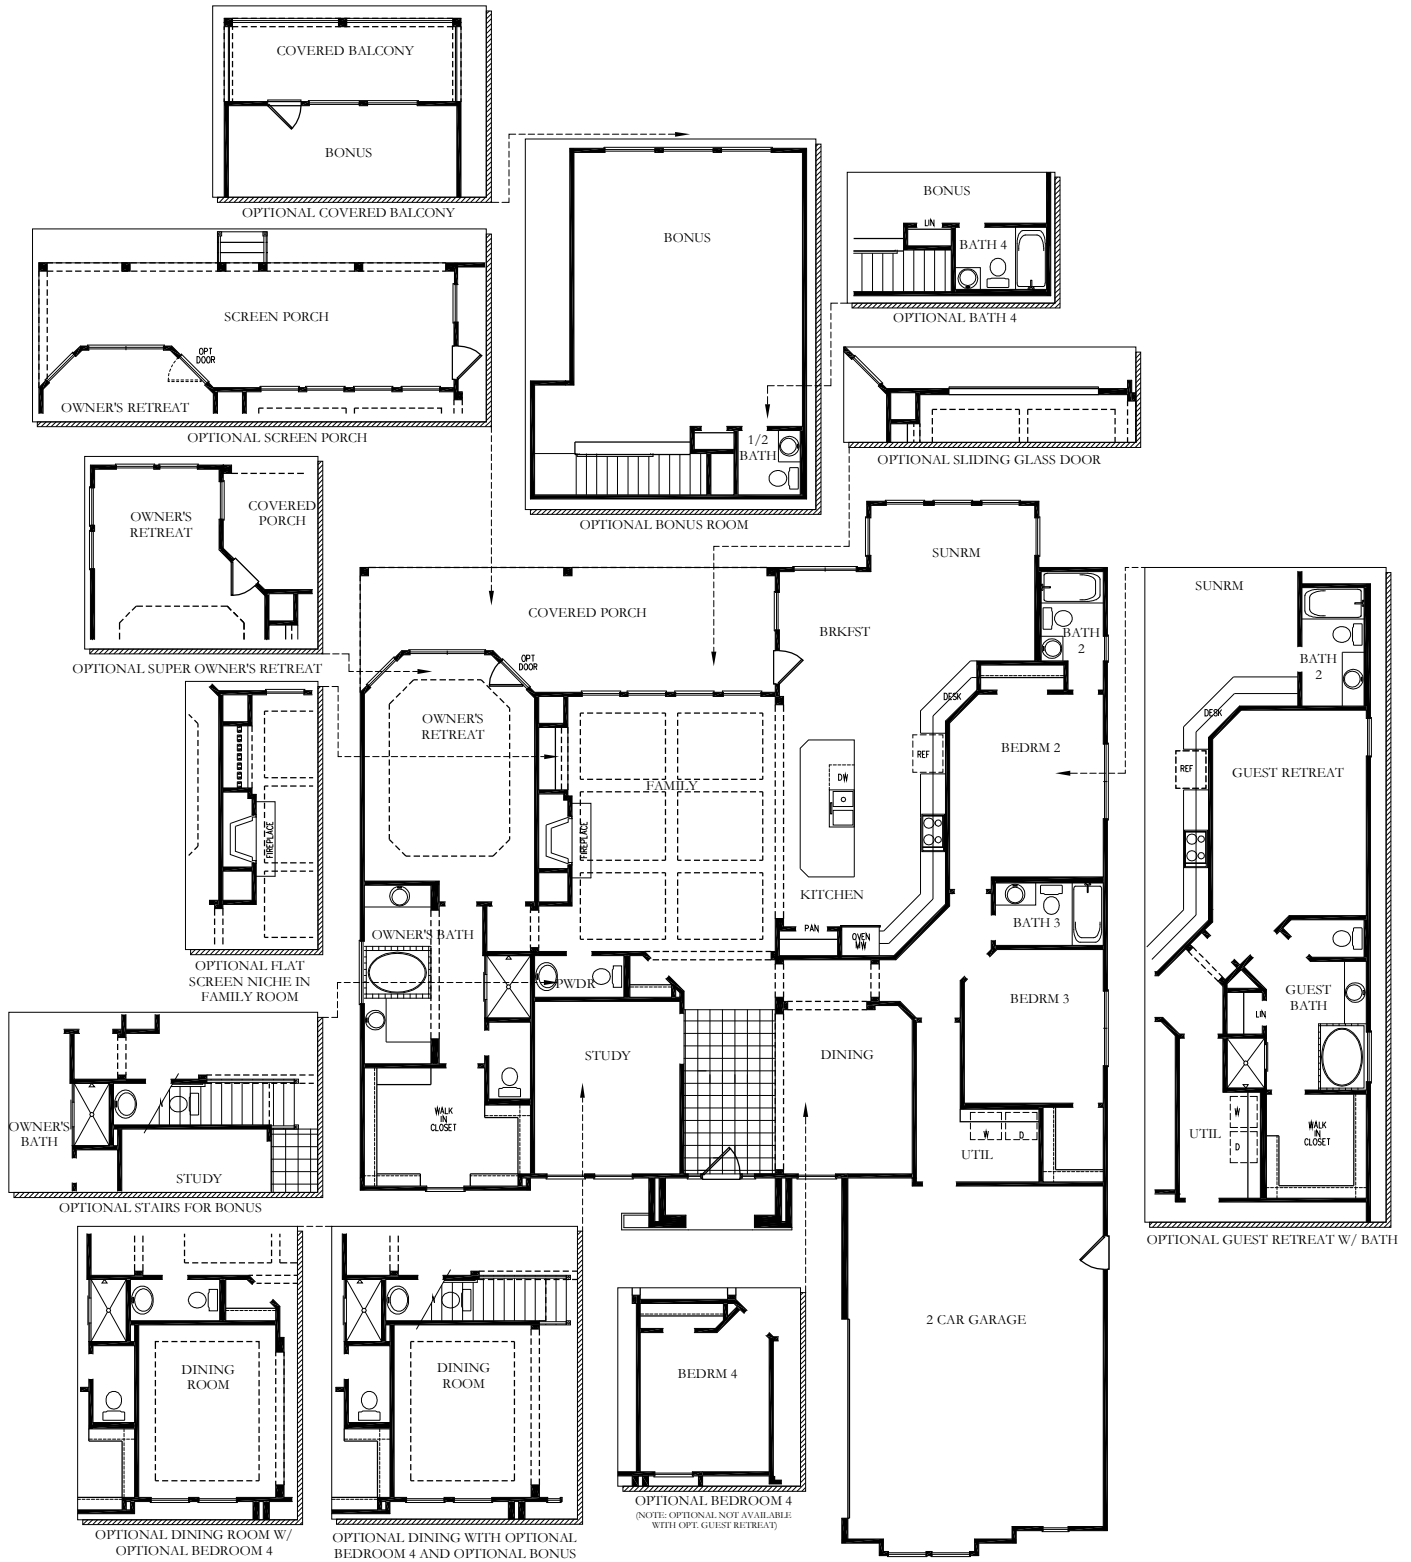 COVERED BALCONY
BONUS
OPTIONAL COVERED BALCONY
BONUS
1/2
BATH
OPTIONAL BONUS ROOM
BONUS
LIN
BATH 4
OPTIONAL BATH 4
SCREEN PORCH
OPT
DOOR
OWNER'S RETREAT
OPTIONAL SCREEN PORCH
OPTIONAL SLIDING GLASS DOOR
OWNER'S
RETREAT
COVERED
PORCH
OPTIONAL SUPER OWNER'S RETREAT
FIREPLACE
OPTIONAL FLAT
SCREEN NICHE IN
FAMILY ROOM
SUNRM
COVERED PORCH
BRKFST
BATH
2
OPT
DOOR
OWNER'S
RETREAT
DESK
BEDRM 2
REF
DW
FAMILY
FIREPLACE
KITCHEN
OWNER'S BATH
PAN
OVEN
MW
BATH 3
PWDR
BEDRM 3
STUDY
DINING
WALK
IN
CLOSET
W
D
UTIL
2 CAR GARAGE
SUNRM
BATH
2
DESK
REF
GUEST RETREAT
GUEST
BATH
LIN
W
D
UTIL
WALK
IN
CLOSET
OPTIONAL GUEST RETREAT W/ BATH
OWNER'S
BATH
STUDY
OPTIONAL STAIRS FOR BONUS
DINING
ROOM
OPTIONAL DINING ROOM W/
OPTIONAL BEDROOM 4
DINING
ROOM
OPTIONAL DINING WITH OPTIONAL
BEDROOM 4 AND OPTIONAL BONUS
BEDRM 4
OPTIONAL BEDROOM 4
(NOTE: OPTIONAL NOT AVAILABLE
WITH OPT. GUEST RETREAT)